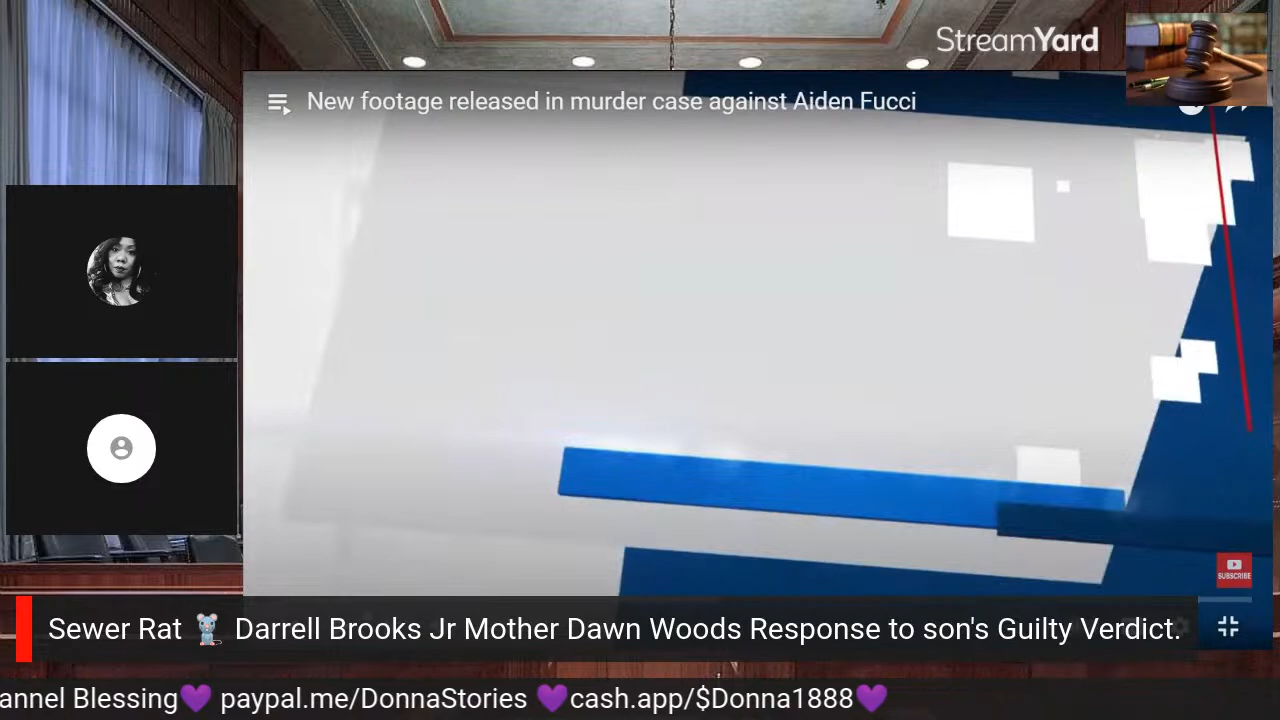 StreamYard
New footage released in murder case against Aiden Fucci
SUBSCRIBE
Sewer Rat 🐀 Darrell Brooks Jr Mother Dawn Woods Response to son's Guilty Verdict.
annel Blessing💜 paypal.me/DonnaStories 💜cash.app/$Donna1888💜